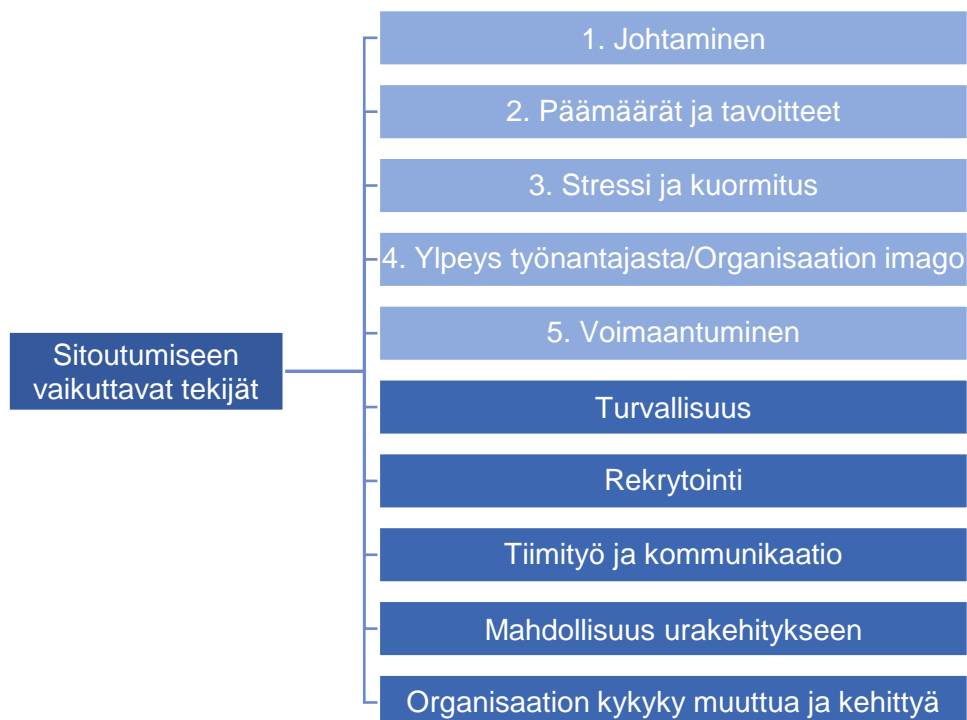 1. Johtaminen
2. Päämäärät ja tavoitteet
3. Stressi ja kuormitus
4. Ylpeys työnantajasta/Organisaation imago
5. Voimaantuminen
Sitoutumiseen
vaikuttavat tekijät
Turvallisuus
Rekrytointi
Tiimityö ja kommunikaatio
Mahdollisuus urakehitykseen
Organisaation kykyky muuttua ja kehittyä